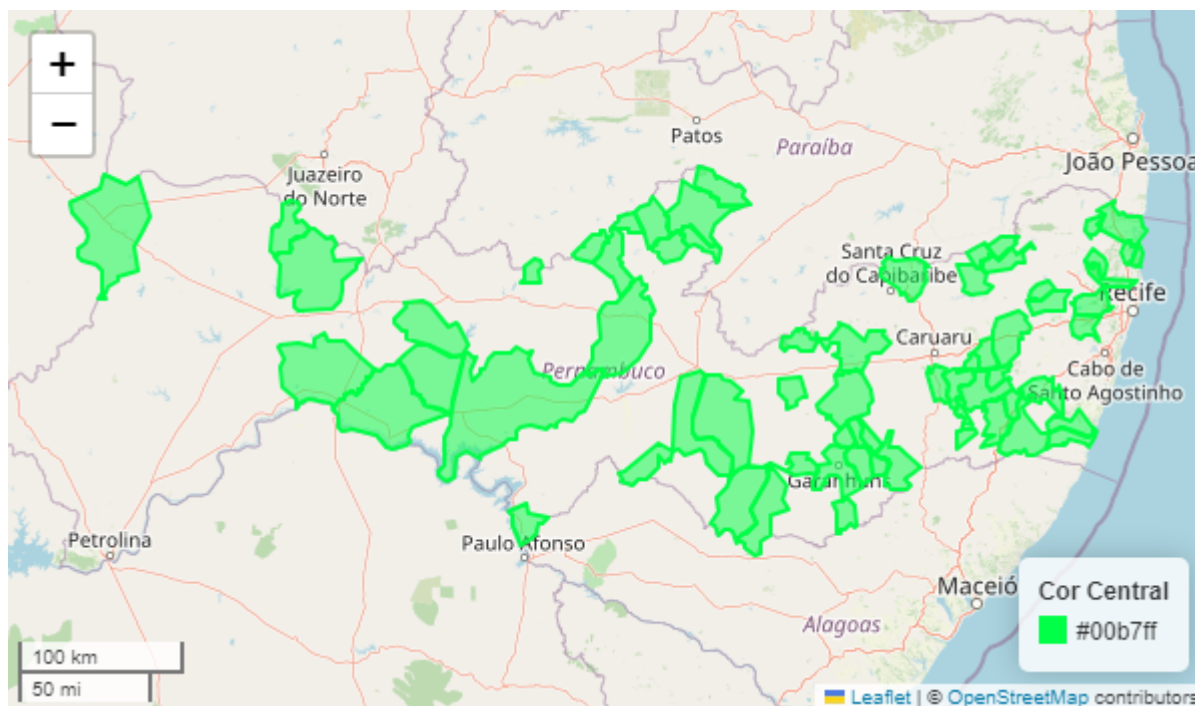 +
−
Patos
Paraíba
João Pessoa
Juazeiro
do Norte
Santa Cruz
do Capibaribe
Recife
Caruaru
Pernambuco
Cabo de
Santo Agostinho
Garanhuns
Petrolina
Paulo Afonso
Maceió
Alagoas
Cor Central
#00b7ff
100 km
50 mi
Leaflet | © OpenStreetMap contributors